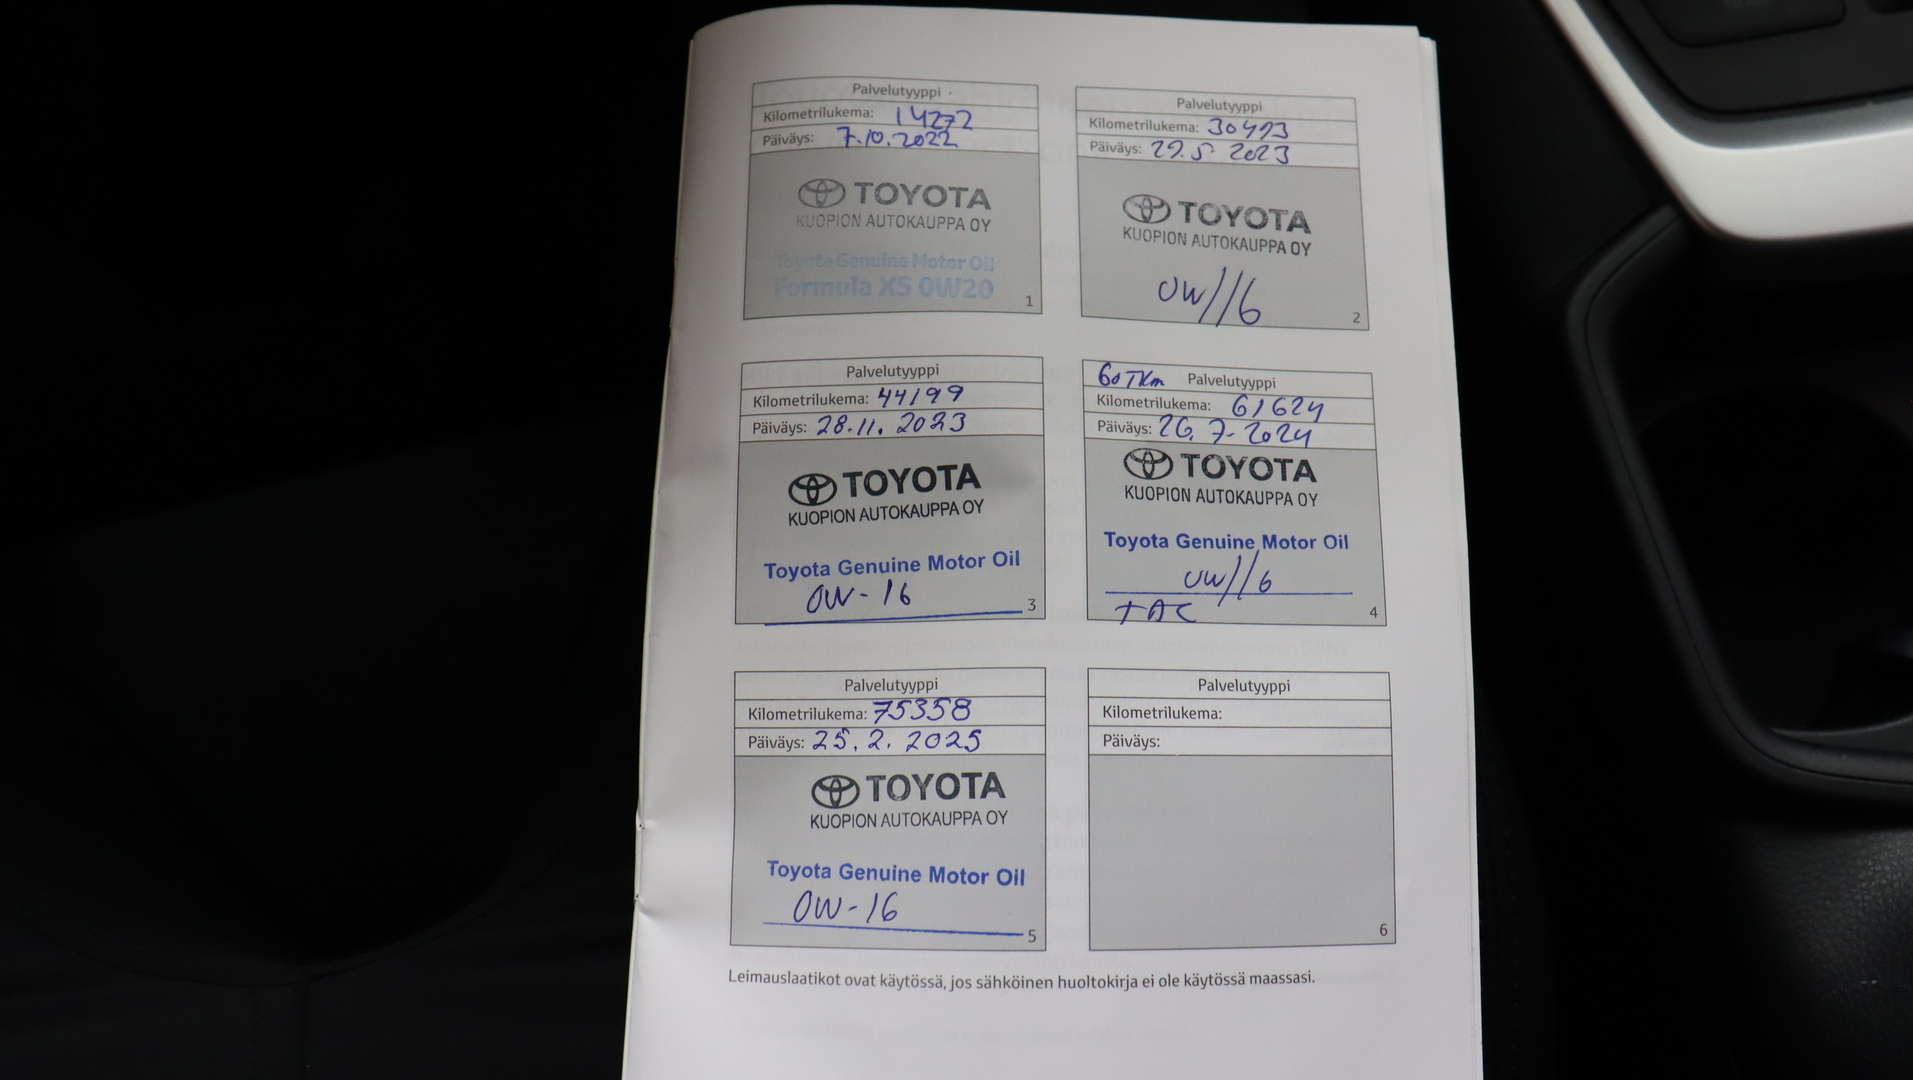 Palvelutyyppi
Kilometrilukema: 14272
Päiväys: 7.10.2022
TOYOTA
KUOPION AUTOKAUPPA OY
Toyota Genuine Motor Oil
Formula XS 0W20
1
Palvelutyyppi
Kilometrilukema: 30493
Päiväys: 29.5 2023
TOYOTA
KUOPION AUTOKAUPPA OY
0W//6
2
Palvelutyyppi
Kilometrilukema: 44199
Päiväys: 28.11. 2023
TOYOTA
KUOPION AUTOKAUPPA OY
Toyota Genuine Motor Oil
0W-16
3
60TKm Palvelutyyppi
Kilometrilukema: 61624
Päiväys: 26. 7. 2024
TOYOTA
KUOPION AUTOKAUPPA OY
Toyota Genuine Motor Oil
0W//6
TAC
4
Palvelutyyppi
Kilometrilukema: 75358
Päiväys: 25. 2. 2025
TOYOTA
KUOPION AUTOKAUPPA OY
Toyota Genuine Motor Oil
0W-16
5
Palvelutyyppi
Kilometrilukema:
Päiväys:
6
Leimauslaatikot ovat käytössä, jos sähköinen huoltokirja ei ole käytössä maassasi.